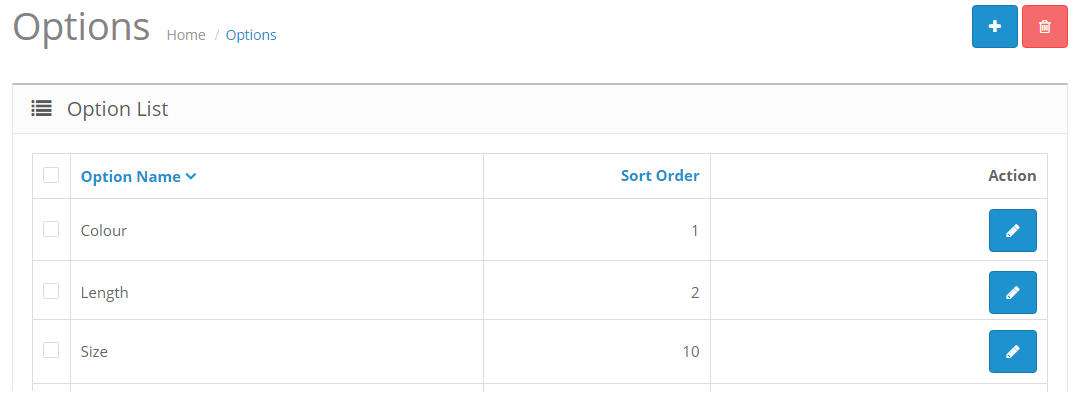 Options Home / Options
Option List
Option Name Sort Order Action
Colour 1
Length 2
Size 10